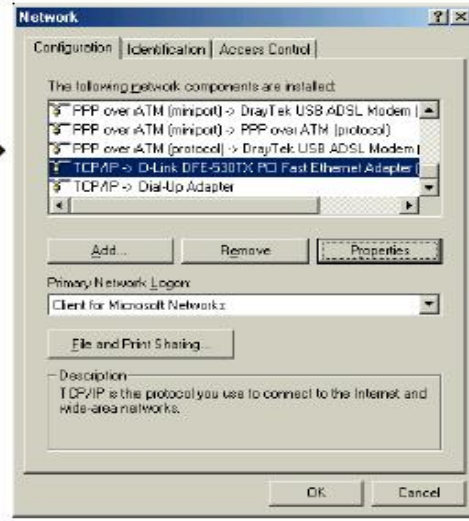 Network
Configuration Identification Access Control
The following network components are installed:
PPP over ATM (miniport) -> DrayTek USB ADSL Modem (
PPP over ATM (miniport) -> PPP over ATM (protocol)
PPP over ATM (protocol) -> DrayTek USB ADSL Modem (
TCP/IP -> D-Link DFE-530TX PCI Fast Ethernet Adapter (
TCP/IP -> Dial-Up Adapter
Add... Remove Properties
Primary Network Logon:
Client for Microsoft Networks
File and Print Sharing...
Description
TCP/IP is the protocol you use to connect to the Internet and
wide-area networks.
OK Cancel